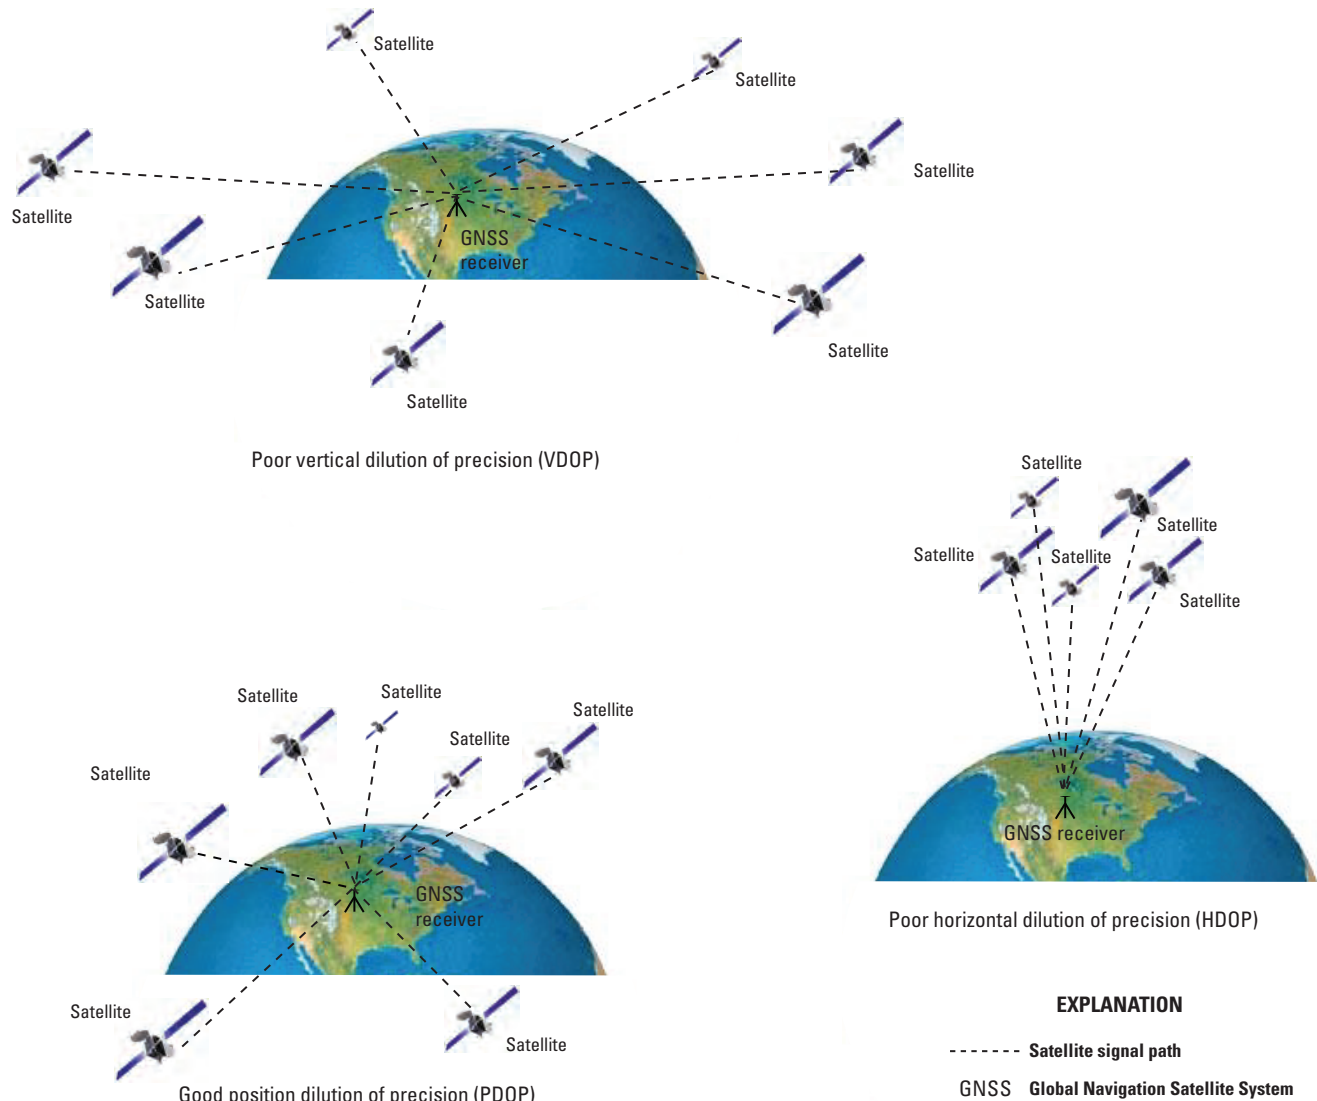 Satellite
Satellite
Satellite
Satellite
GNSS
receiver
Satellite
Satellite
Satellite
Poor vertical dilution of precision (VDOP)
Satellite
Satellite
Satellite
Satellite
Satellite
GNSS receiver
Poor horizontal dilution of precision (HDOP)
Satellite
Satellite
Satellite
Satellite
Satellite
GNSS
receiver
Satellite
Satellite
Good position dilution of precision (PDOP)
EXPLANATION
Satellite signal path
GNSS Global Navigation Satellite System